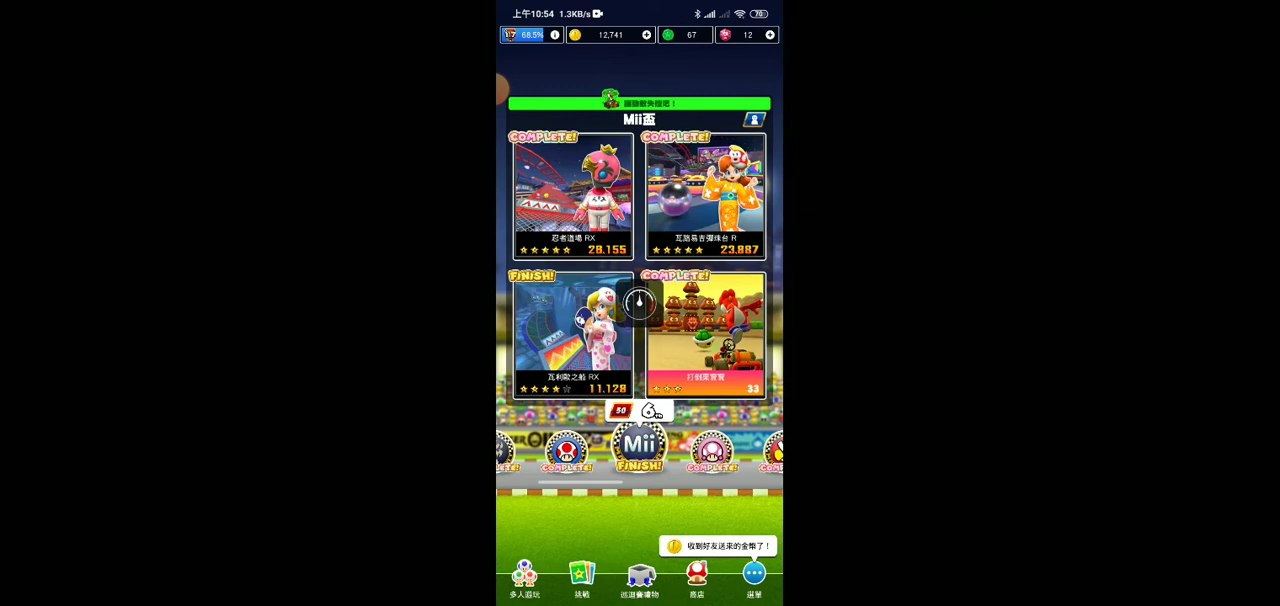 上午10:54 1.3KB/s 70
117 68.5% 12,741 67 12
Mii盃
COMPLETE! COMPLETE!
忍者道場 RX 瓦路易吉彈珠台 R
28.155 23.887
FINISH! COMPLETE!
瓦利歐之船 RX 打倒栗寶寶
11.128 33
50 6m
Mii
COMPLETE! FINISH! COMPLETE!
收到好友送來的金幣了！
多人遊玩 挑戰 巡迴賽禮物 商店 選單